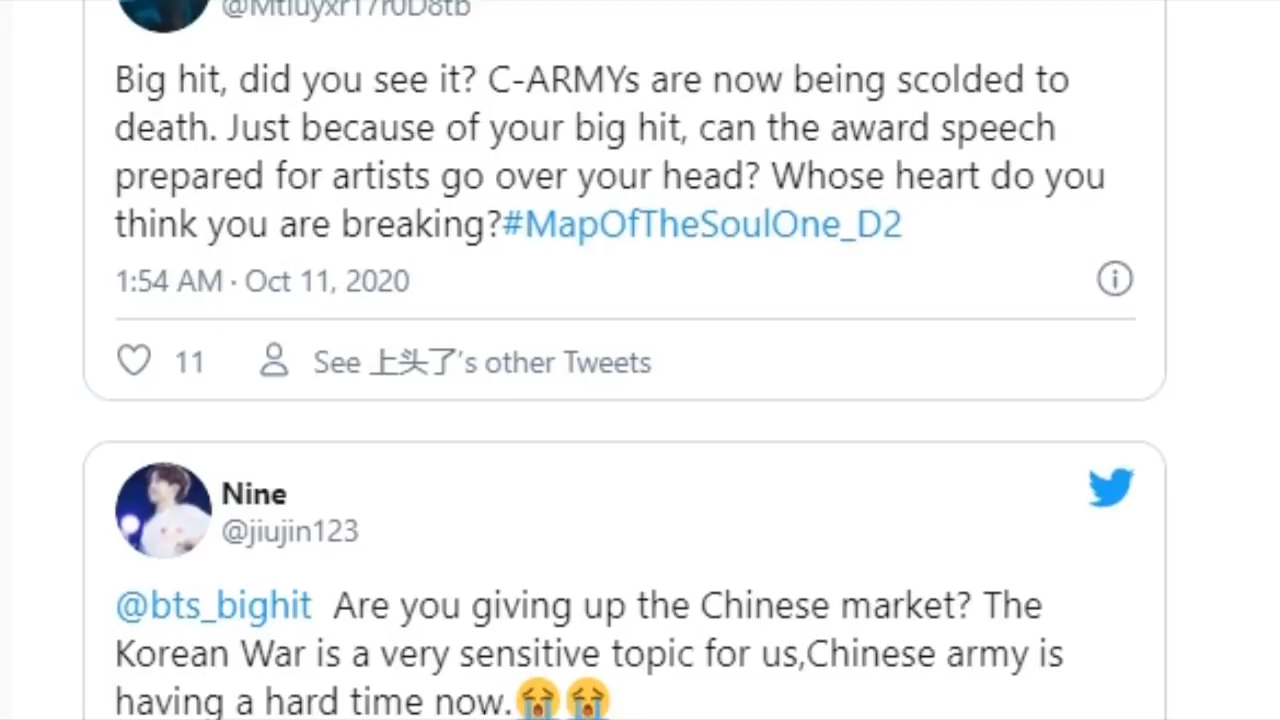 Big hit, did you see it? C-ARMYs are now being scolded to
death. Just because of your big hit, can the award speech
prepared for artists go over your head? Whose heart do you
think you are breaking?#MapOfTheSoulOne_D2
1:54 AM · Oct 11, 2020
11 See 上头了's other Tweets
Nine
@jiujin123
@bts_bighit Are you giving up the Chinese market? The
Korean War is a very sensitive topic for us,Chinese army is
having a hard time now.😭😭